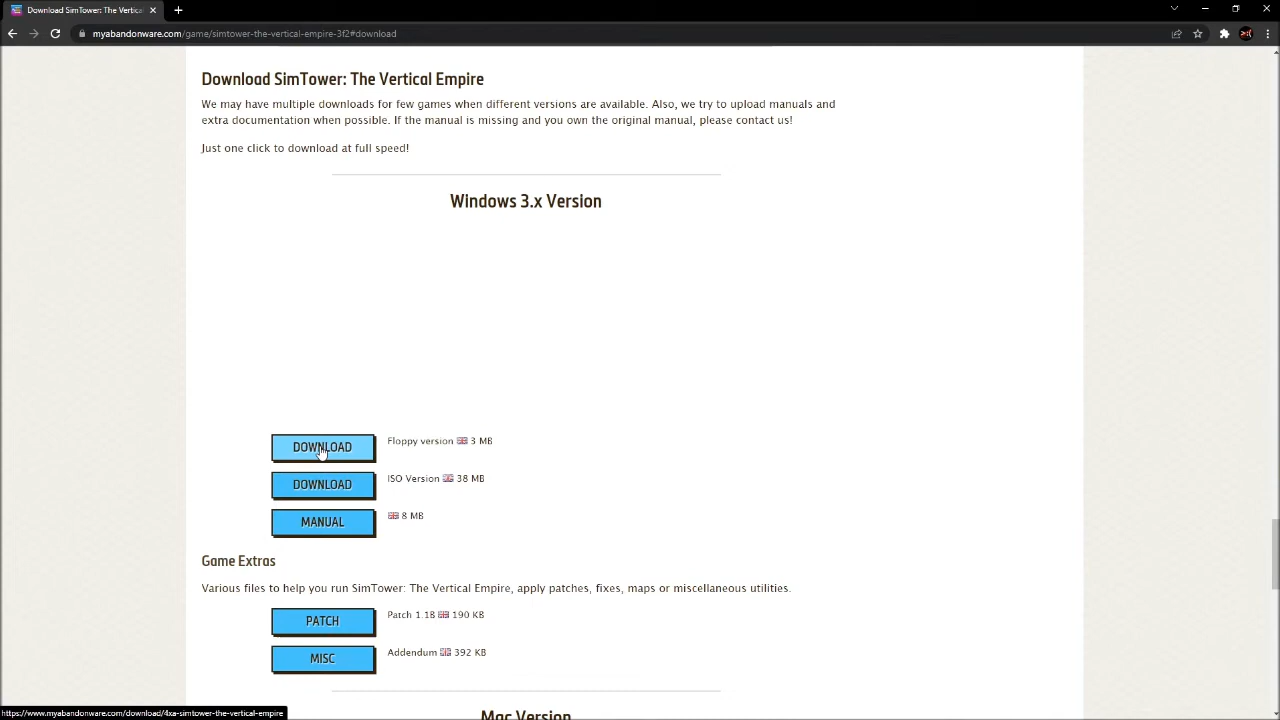 Download SimTower: The Vertica
myabandonware.com/game/simtower-the-vertical-empire-3f2#download
Download SimTower: The Vertical Empire
We may have multiple downloads for few games when different versions are available. Also, we try to upload manuals and
extra documentation when possible. If the manual is missing and you own the original manual, please contact us!
Just one click to download at full speed!
Windows 3.x Version
DOWNLOAD Floppy version 3 MB
DOWNLOAD ISO Version 38 MB
MANUAL 8 MB
Game Extras
Various files to help you run SimTower: The Vertical Empire, apply patches, fixes, maps or miscellaneous utilities.
PATCH Patch 1.1B 190 KB
MISC Addendum 392 KB
Mac Version
https://www.myabandonware.com/download/4xa-simtower-the-vertical-empire